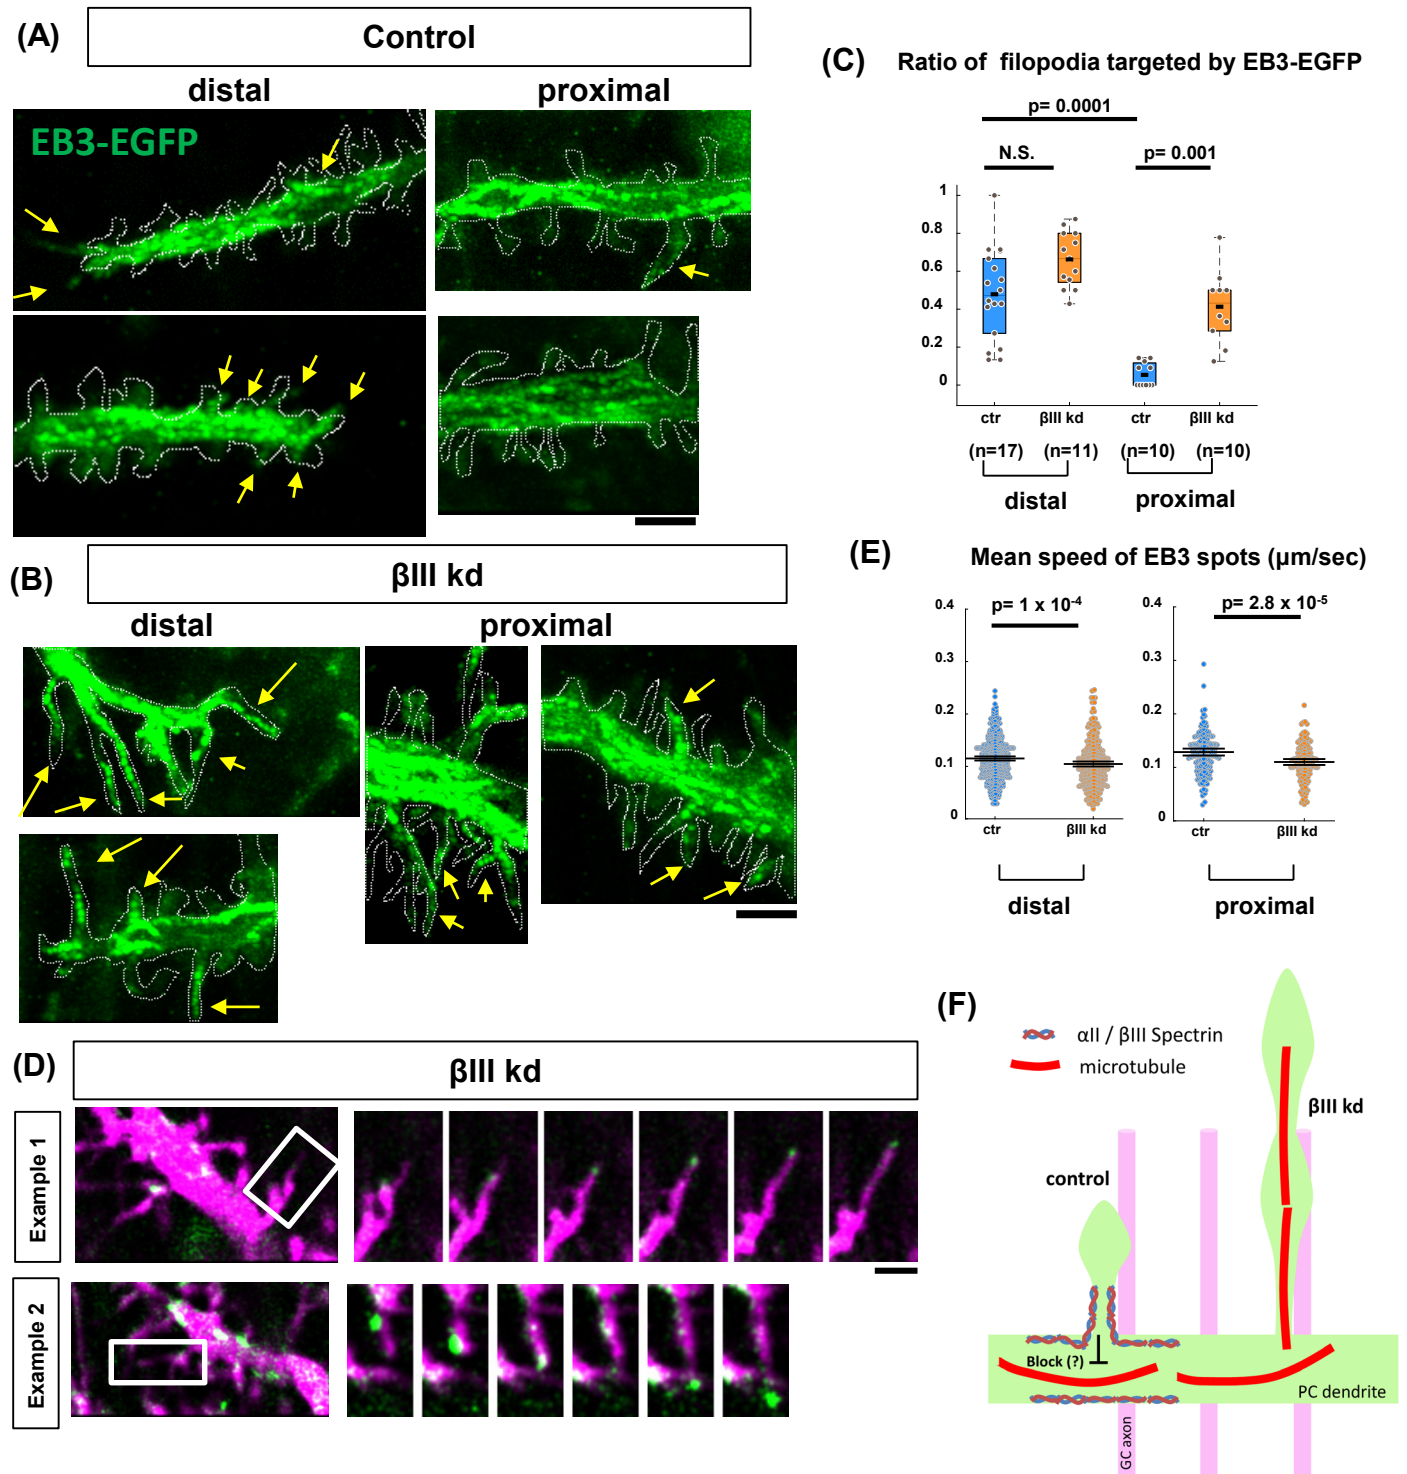 (A)
Control
distal
proximal
EB3-EGFP
(B)
βIII kd
distal
proximal
(C)
Ratio of filopodia targeted by EB3-EGFP
p= 0.0001
N.S.
p= 0.001
1
0.8
0.6
0.4
0.2
0
ctr
βIII kd
ctr
βIII kd
(n=17)
(n=11)
(n=10)
(n=10)
distal
proximal
(D)
βIII kd
Example 1
Example 2
(E)
Mean speed of EB3 spots (µm/sec)
p= 1 x 10⁻⁴
0.4
0.3
0.2
0.1
0
ctr
βIII kd
distal
p= 2.8 x 10⁻⁵
0.4
0.3
0.2
0.1
0
ctr
βIII kd
proximal
(F)
αII / βIII Spectrin
microtubule
βIII kd
control
Block (?)
PC dendrite
GC axon